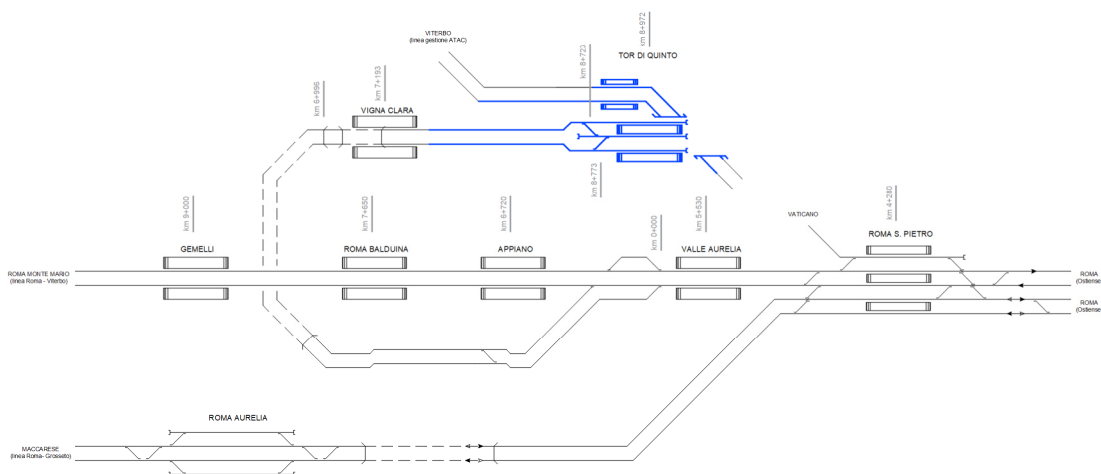 km 8+972
VITERBO
(linea gestione ATAC)
TOR DI QUINTO
km 8+723
km 7+193
km 6+996
VIGNA CLARA
km 8+773
km 9+000
km 7+680
km 6+720
km 0+000
km 5+530
km 4+280
VATICANO
ROMA S. PIETRO
GEMELLI
ROMA BALDUINA
APPIANO
VALLE AURELIA
ROMA MONTE MARIO
(linea Roma - Viterbo)
ROMA
(Ostiense
ROMA
(Ostiense
ROMA AURELIA
MACCARESE
(linea Roma- Grosseto)